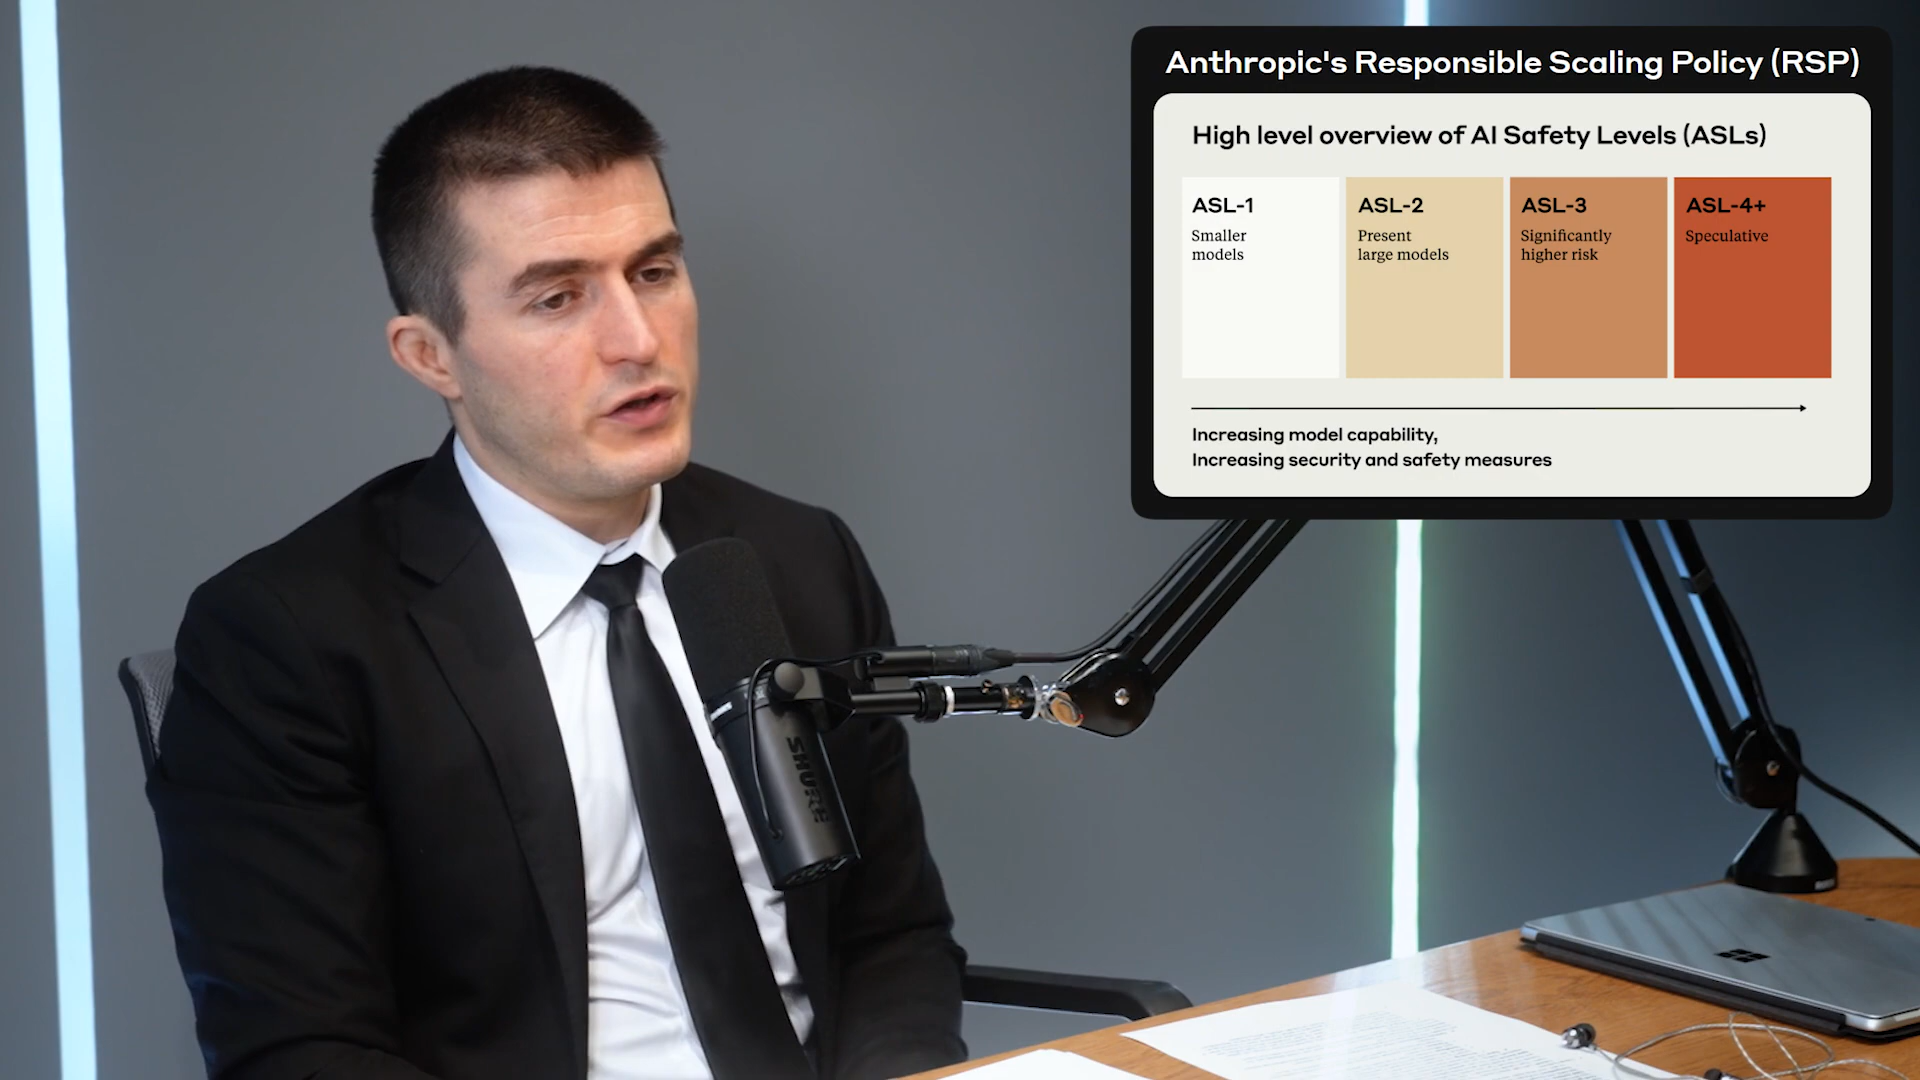 Anthropic's Responsible Scaling Policy (RSP)
High level overview of AI Safety Levels (ASLs)
ASL-1
Smaller
models
ASL-2
Present
large models
ASL-3
Significantly
higher risk
ASL-4+
Speculative
Increasing model capability,
Increasing security and safety measures
SHURE